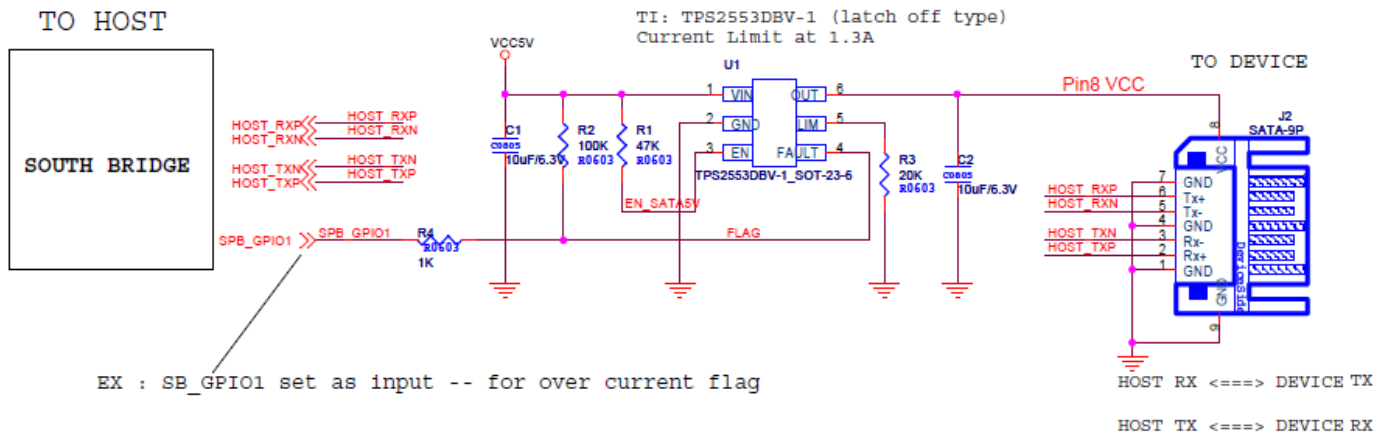 TO HOST
TI: TPS2553DBV-1 (latch off type)
Current Limit at 1.3A
VCC5V
U1
TO DEVICE
Pin8 VCC
1
VIN
OUT
6
2
GND
LIM
5
3
EN
FAULT
4
TPS2553DBV-1_SOT-23-6
C1
C0805
10uF/6.3V
R2
100K
R0603
R1
47K
R0603
R3
20K
R0603
C2
C0805
10uF/6.3V
J2
SATA-9P
8
VCC
HOST_RXP
HOST_RXP
HOST_RXN
HOST_RXN
HOST_TXN
HOST_TXN
HOST_TXP
HOST_TXP
SOUTH BRIDGE
EN_SATA5V
SPB_GPIO1
SPB_GPIO1
R4
R0603
1K
FLAG
7
GND
HOST_RXP
6
Tx+
HOST_RXN
5
Tx-
4
GND
HOST_TXN
3
Rx-
HOST_TXP
2
Rx+
1
GND
DeviceSide
GND
9
EX : SB_GPIO1 set as input -- for over current flag
HOST RX <===> DEVICE TX
HOST TX <===> DEVICE RX